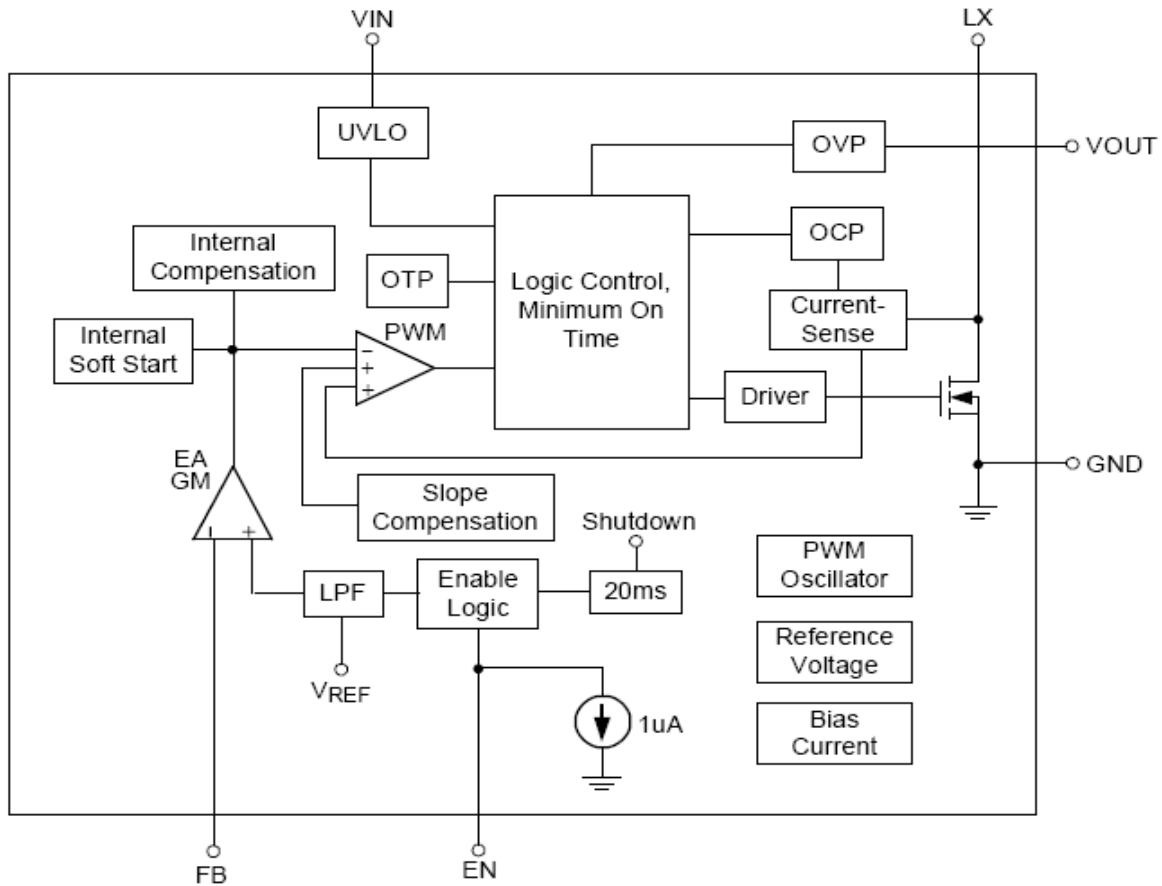 VIN
LX
UVLO
OVP
VOUT
Internal
Compensation
OCP
OTP
Logic Control,
Minimum On
Time
Internal
Soft Start
PWM
Current-
Sense
−
+
+
Driver
EA
GM
GND
Slope
Compensation
Shutdown
− +
PWM
Oscillator
LPF
Enable
Logic
20ms
Reference
Voltage
VREF
1uA
Bias
Current
FB
EN